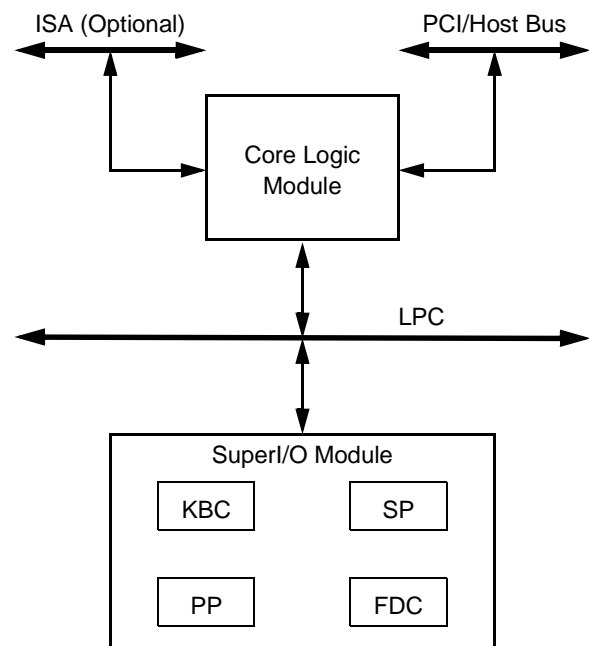 ISA (Optional)
PCI/Host Bus
Core Logic
Module
LPC
SuperI/O Module
KBC
SP
PP
FDC